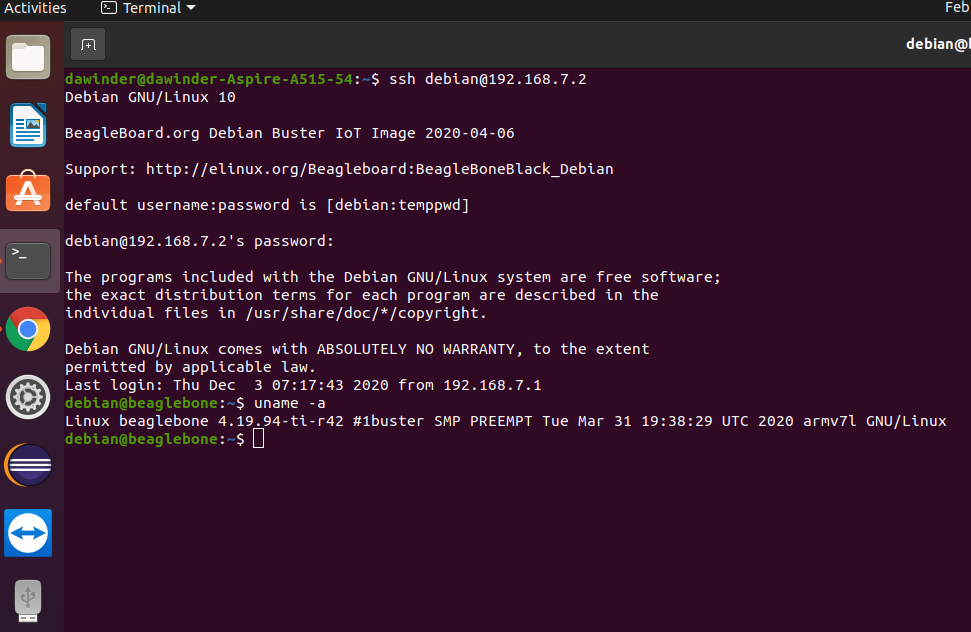 Activities
Terminal
Feb
debian@
dawinder@dawinder-Aspire-A515-54:~$ ssh debian@192.168.7.2
Debian GNU/Linux 10
BeagleBoard.org Debian Buster IoT Image 2020-04-06
Support: http://elinux.org/Beagleboard:BeagleBoneBlack_Debian
default username:password is [debian:temppwd]
debian@192.168.7.2's password:
The programs included with the Debian GNU/Linux system are free software;
the exact distribution terms for each program are described in the
individual files in /usr/share/doc/*/copyright.
Debian GNU/Linux comes with ABSOLUTELY NO WARRANTY, to the extent
permitted by applicable law.
Last login: Thu Dec  3 07:17:43 2020 from 192.168.7.1
debian@beaglebone:~$ uname -a
Linux beaglebone 4.19.94-ti-r42 #1buster SMP PREEMPT Tue Mar 31 19:38:29 UTC 2020 armv7l GNU/Linux
debian@beaglebone:~$